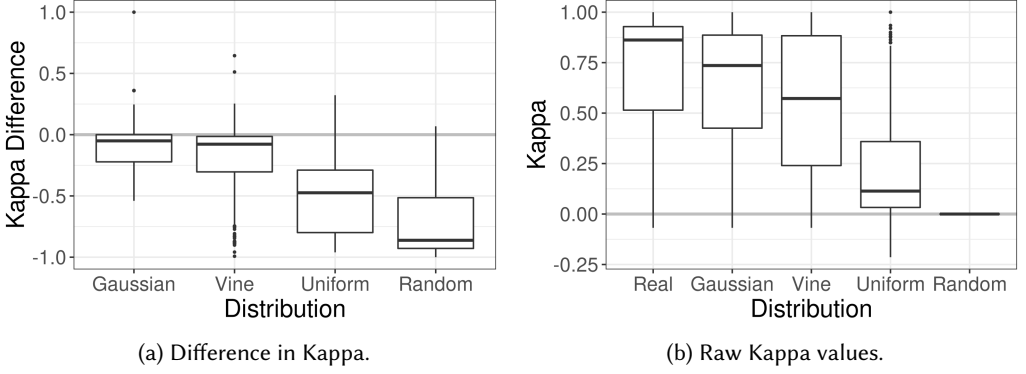 Kappa Difference
1.0
0.5
0.0
-0.5
-1.0
Gaussian Vine Uniform Random
Distribution
(a) Difference in Kappa.
Kappa
1.00
0.75
0.50
0.25
0.00
-0.25
Real Gaussian Vine Uniform Random
Distribution
(b) Raw Kappa values.